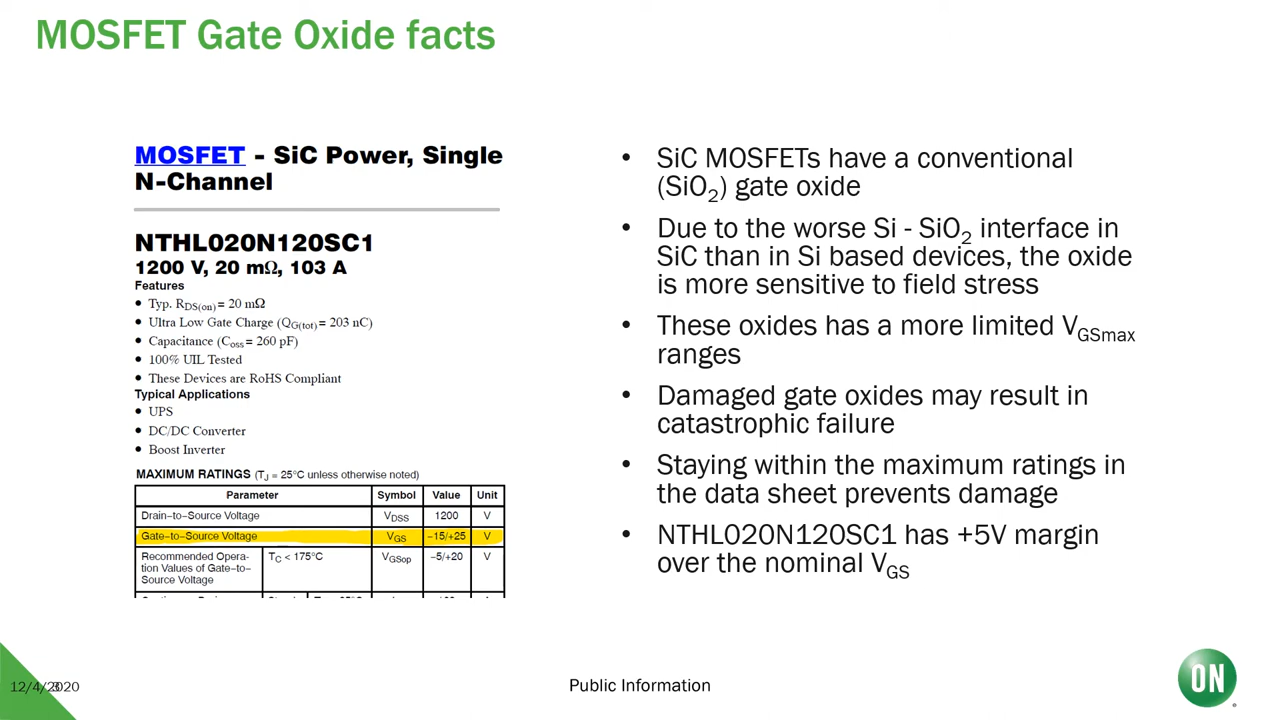 MOSFET Gate Oxide facts
MOSFET - SiC Power, Single
N-Channel
NTHL020N120SC1
1200 V, 20 mΩ, 103 A
Features
• Typ. RDS(on) = 20 mΩ
• Ultra Low Gate Charge (QG(tot) = 203 nC)
• Capacitance (Coss = 260 pF)
• 100% UIL Tested
• These Devices are RoHS Compliant
Typical Applications
• UPS
• DC/DC Converter
• Boost Inverter
MAXIMUM RATINGS (TJ = 25°C unless otherwise noted)
Parameter Symbol Value Unit
Drain−to−Source Voltage VDSS 1200 V
Gate−to−Source Voltage VGS −15/+25 V
Recommended Opera- TC < 175°C VGSop −5/+20 V
tion Values of Gate−to−
Source Voltage
• SiC MOSFETs have a conventional
(SiO2) gate oxide
• Due to the worse Si - SiO2 interface in
SiC than in Si based devices, the oxide
is more sensitive to field stress
• These oxides has a more limited VGSmax
ranges
• Damaged gate oxides may result in
catastrophic failure
• Staying within the maximum ratings in
the data sheet prevents damage
• NTHL020N120SC1 has +5V margin
over the nominal VGS
Public Information
ON